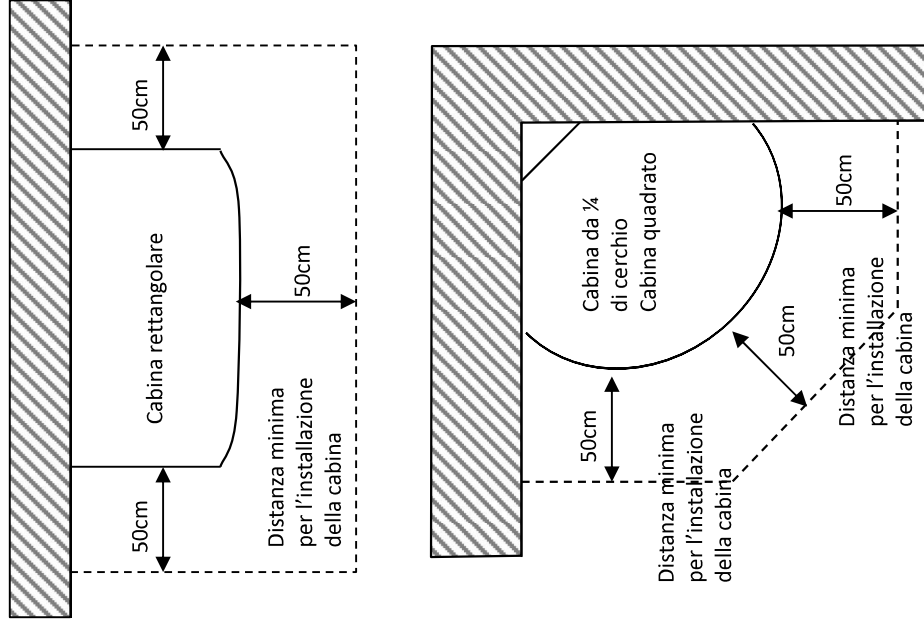 50cm
Cabina rettangolare
50cm
50cm
Distanza minima
per l'installazione
della cabina
Cabina da ¼
di cerchio
Cabina quadrato
50cm
50cm
50cm
Distanza minima
per l'installazione
della cabina
Distanza minima
per l'installazione
della cabina